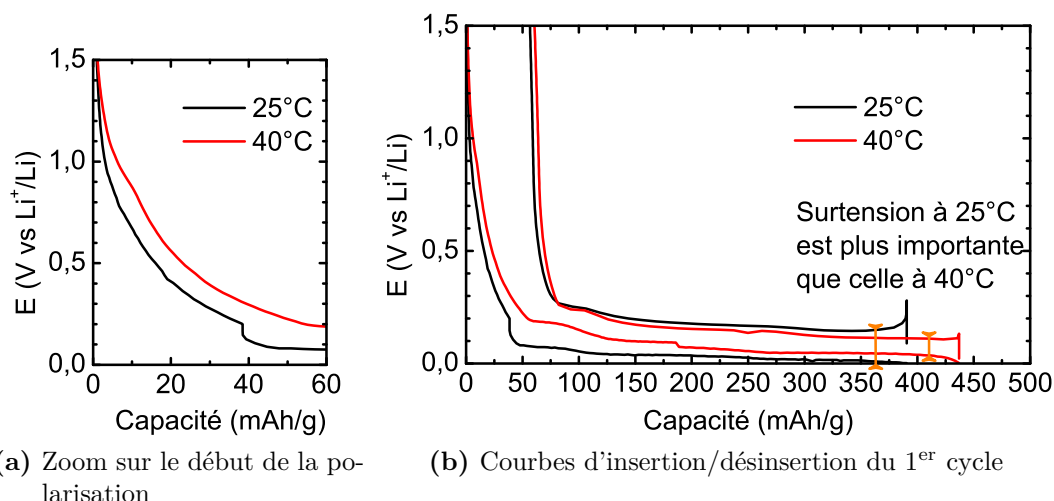 1,5
1,0
0,5
0,0
E (V vs Li⁺/Li)
25°C
40°C
0 20 40 60
Capacité (mAh/g)
(a) Zoom sur le début de la po-
larisation
1,5
1,0
0,5
0,0
E (V vs Li⁺/Li)
25°C
40°C
Surtension à 25°C
est plus importante
que celle à 40°C
0 50 100 150 200 250 300 350 400 450 500
Capacité (mAh/g)
(b) Courbes d'insertion/désinsertion du 1ᵉʳ cycle